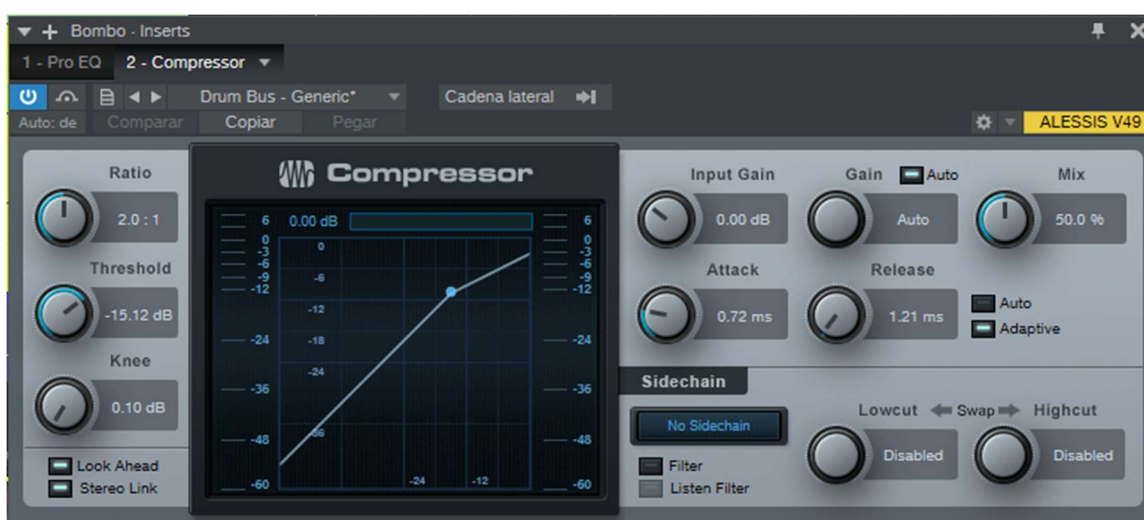 Bombo - Inserts
1 - Pro EQ 2 - Compressor
Drum Bus - Generic* Cadena lateral
Auto: de Comparar Copiar Pegar ALESSIS V49
Ratio
2.0 : 1
Threshold
-15.12 dB
Knee
0.10 dB
Look Ahead
Stereo Link
Compressor
6 0.00 dB 6
0 0 0
-3 -3
-6 -6 -6
-9 -9
-12 -12
-12
-24 -18 -24
-24
-36 -36
-48 -36 -48
-60 -24 -12 -60
Input Gain Gain Auto Mix
0.00 dB Auto 50.0 %
Attack Release
0.72 ms 1.21 ms
Auto
Adaptive
Sidechain
No Sidechain
Filter
Listen Filter
Lowcut Swap Highcut
Disabled Disabled